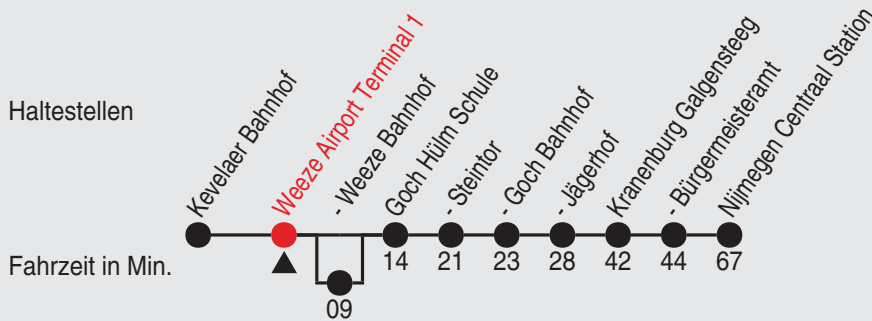 Haltestellen
Kevelaer Bahnhof
Weeze Airport Terminal 1
- Weeze Bahnhof
Goch Hülm Schule
- Steintor
- Goch Bahnhof
- Jägerhof
Kranenburg Galgensteeg
- Bürgermeisteramt
Nijmegen Centraal Station
Fahrzeit in Min.
14 21 23 28 42 44 67
09